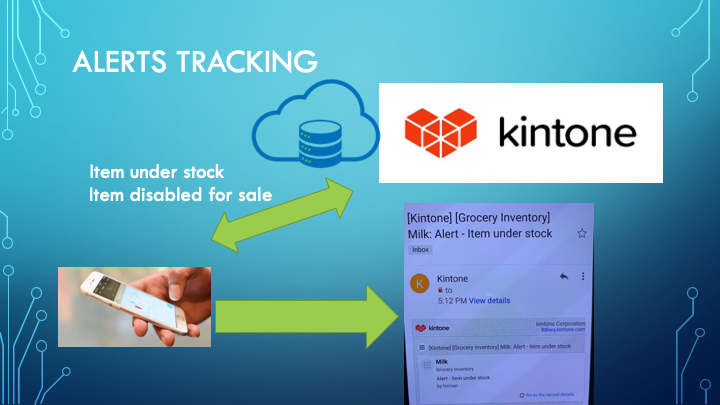 ALERTS TRACKING
kintone
Item under stock
Item disabled for sale
[Kintone] [Grocery Inventory]
Milk: Alert - Item under stock
Inbox
K
Kintone
to
5:12 PM View details
kintone
kintone Corporation
[Kintone] [Grocery Inventory] Milk: Alert - Item under stock
Milk
Grocery Inventory
Alert - Item under stock
Go to the record details